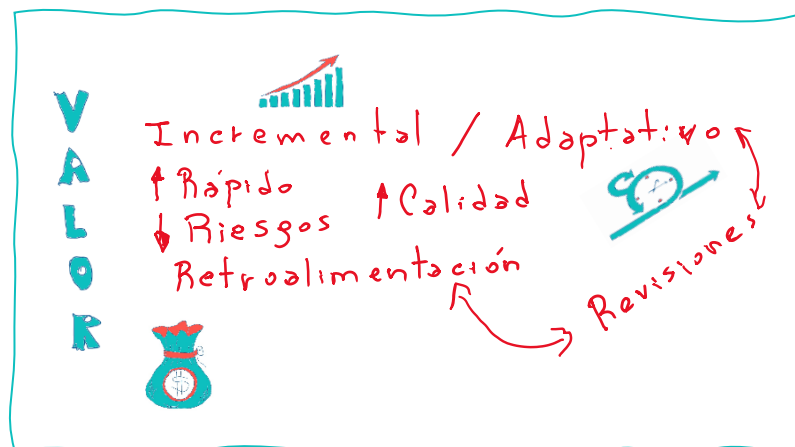 VALOR
Incremental / Adaptativo
↑ Rápido
↑ Calidad
↓ Riesgos
Retroalimentación
Revisiones
$